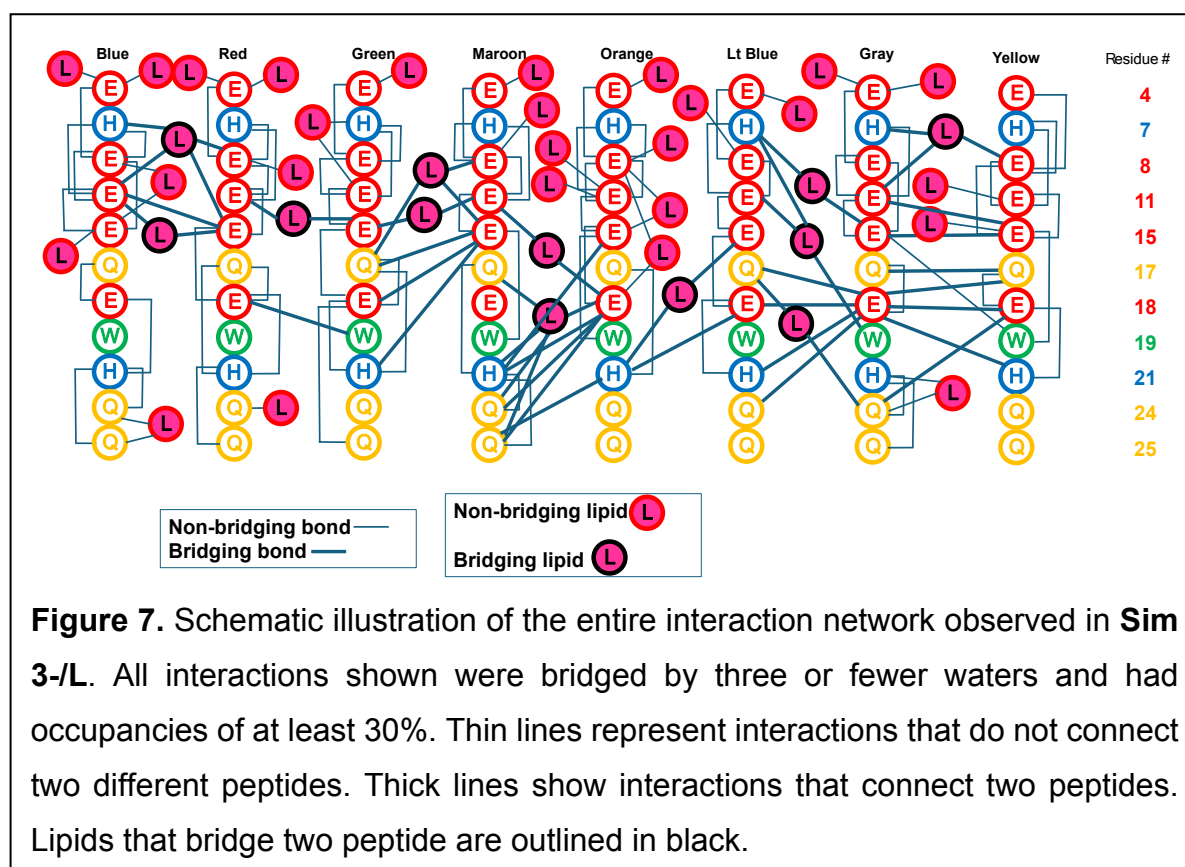 Blue Red Green Maroon Orange Lt Blue Gray Yellow Residue #
L L L L L L L L L
E E E E E E E E 4
L L L
H H H H H H H H 7
L L L L L
E E E E E E E E 8
L L L L L L L
E E E E E E E E 11
L L L L
E E E E E E E E 15
L L L L L
Q Q Q Q Q Q Q Q 17
L
E E E E E E E E 18
L L
W W W W W W W W 19
H H H H H H H H 21
L
Q Q Q Q Q Q Q Q 24
L L
Q Q Q Q Q Q Q Q 25
Non-bridging bond
Bridging bond
Non-bridging lipid L
Bridging lipid L
Figure 7. Schematic illustration of the entire interaction network observed in Sim
3-/L. All interactions shown were bridged by three or fewer waters and had
occupancies of at least 30%. Thin lines represent interactions that do not connect
two different peptides. Thick lines show interactions that connect two peptides.
Lipids that bridge two peptide are outlined in black.